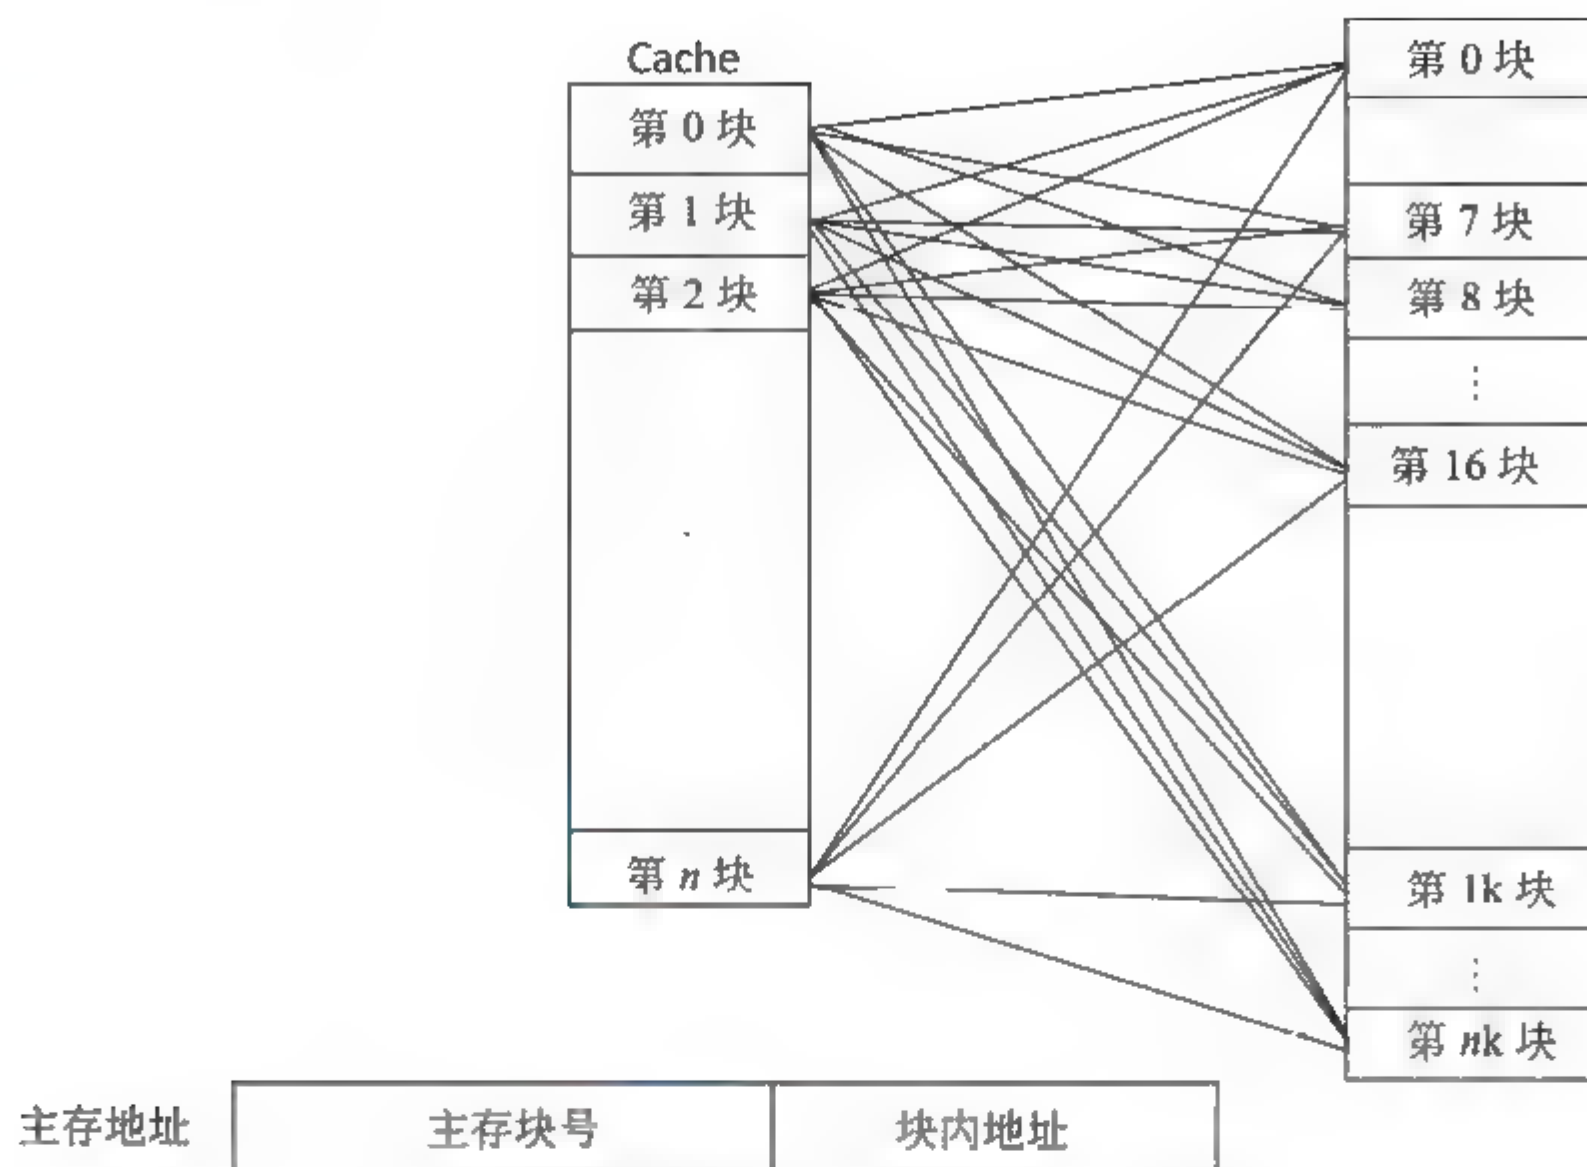 Cache
第 0 块
第 1 块
第 2 块
第 n 块
第 0 块
第 7 块
第 8 块
⋮
第 16 块
第 1k 块
⋮
第 nk 块
主存地址
主存块号
块内地址